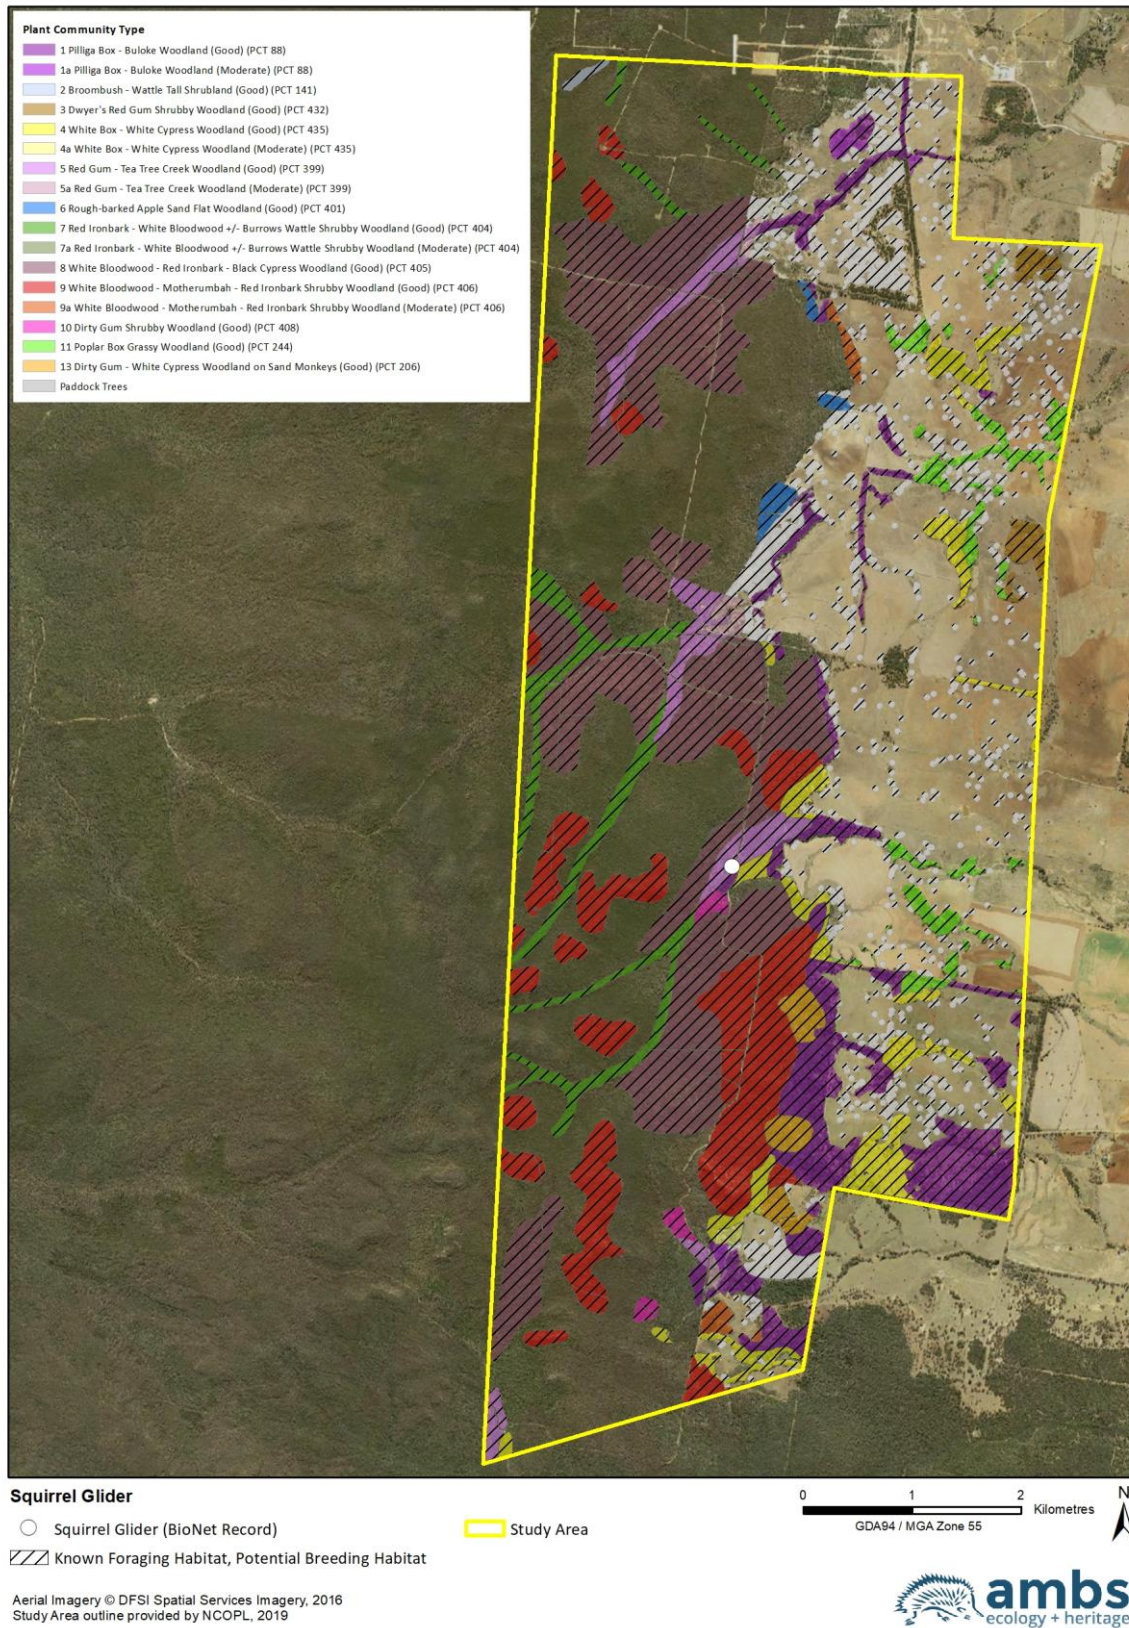 Plant Community Type
1 Pilliga Box - Buloke Woodland (Good) (PCT 88)
1a Pilliga Box - Buloke Woodland (Moderate) (PCT 88)
2 Broombush - Wattle Tall Shrubland (Good) (PCT 141)
3 Dwyer's Red Gum Shrubby Woodland (Good) (PCT 432)
4 White Box - White Cypress Woodland (Good) (PCT 435)
4a White Box - White Cypress Woodland (Moderate) (PCT 435)
5 Red Gum - Tea Tree Creek Woodland (Good) (PCT 399)
5a Red Gum - Tea Tree Creek Woodland (Moderate) (PCT 399)
6 Rough-barked Apple Sand Flat Woodland (Good) (PCT 401)
7 Red Ironbark - White Bloodwood +/- Burrows Wattle Shrubby Woodland (Good) (PCT 404)
7a Red Ironbark - White Bloodwood +/- Burrows Wattle Shrubby Woodland (Moderate) (PCT 404)
8 White Bloodwood - Red Ironbark - Black Cypress Woodland (Good) (PCT 405)
9 White Bloodwood - Motherumbah - Red Ironbark Shrubby Woodland (Good) (PCT 406)
9a White Bloodwood - Motherumbah - Red Ironbark Shrubby Woodland (Moderate) (PCT 406)
10 Dirty Gum Shrubby Woodland (Good) (PCT 408)
11 Poplar Box Grassy Woodland (Good) (PCT 244)
13 Dirty Gum - White Cypress Woodland on Sand Monkeys (Good) (PCT 206)
Paddock Trees
Squirrel Glider
Squirrel Glider (BioNet Record)
Study Area
Known Foraging Habitat, Potential Breeding Habitat
0 1 2 Kilometres
GDA94 / MGA Zone 55
N
Aerial Imagery © DFSI Spatial Services Imagery, 2016
Study Area outline provided by NCOPL, 2019
ambs
ecology + heritage